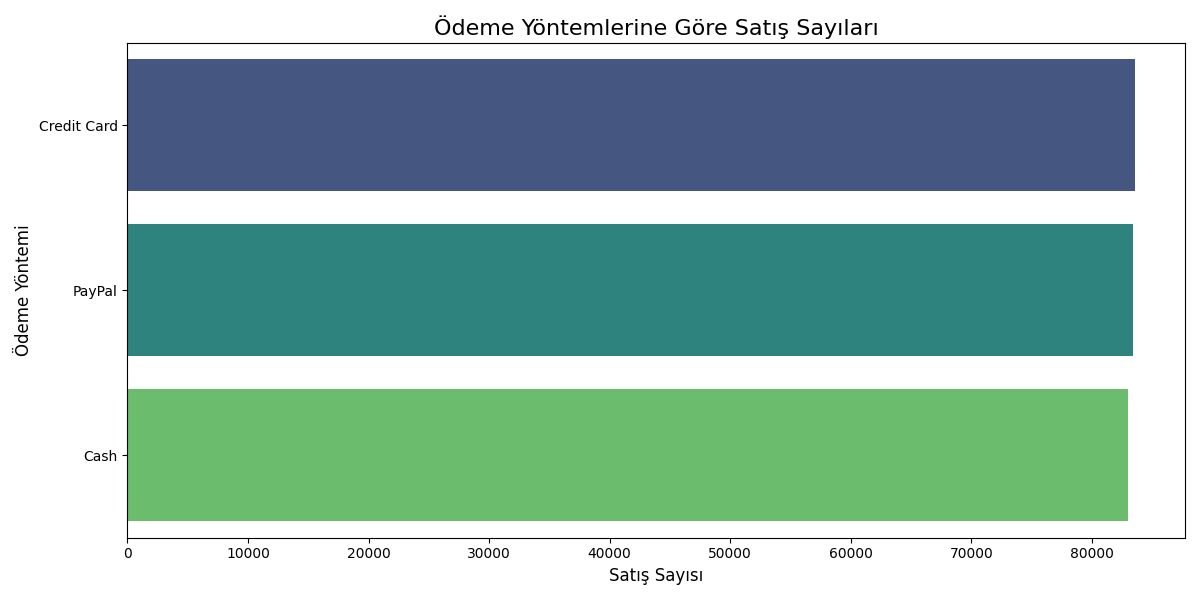 Ödeme Yöntemlerine Göre Satış Sayıları
Ödeme Yöntemi
Credit Card
PayPal
Cash
0 10000 20000 30000 40000 50000 60000 70000 80000
Satış Sayısı